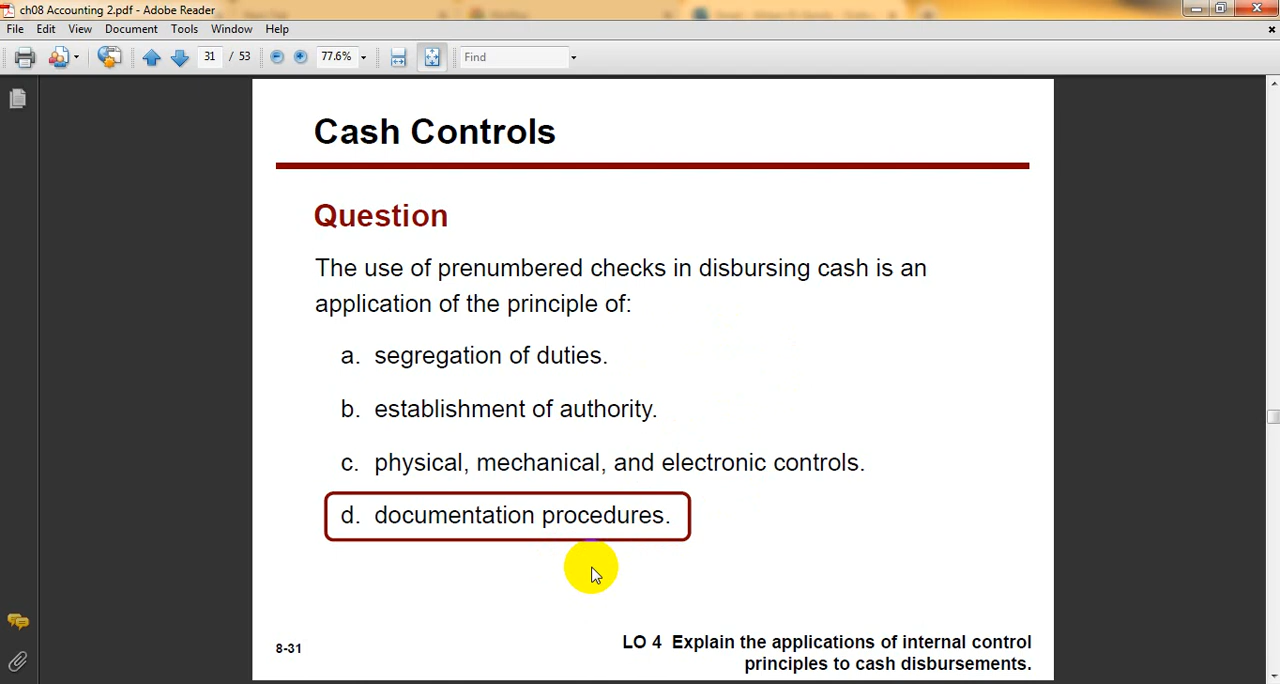 ch08 Accounting 2.pdf - Adobe Reader
File Edit View Document Tools Window Help
31 / 53 77.6% Find
Cash Controls
Question
The use of prenumbered checks in disbursing cash is an
application of the principle of:
a. segregation of duties.
b. establishment of authority.
c. physical, mechanical, and electronic controls.
d. documentation procedures.
8-31
LO 4 Explain the applications of internal control
principles to cash disbursements.